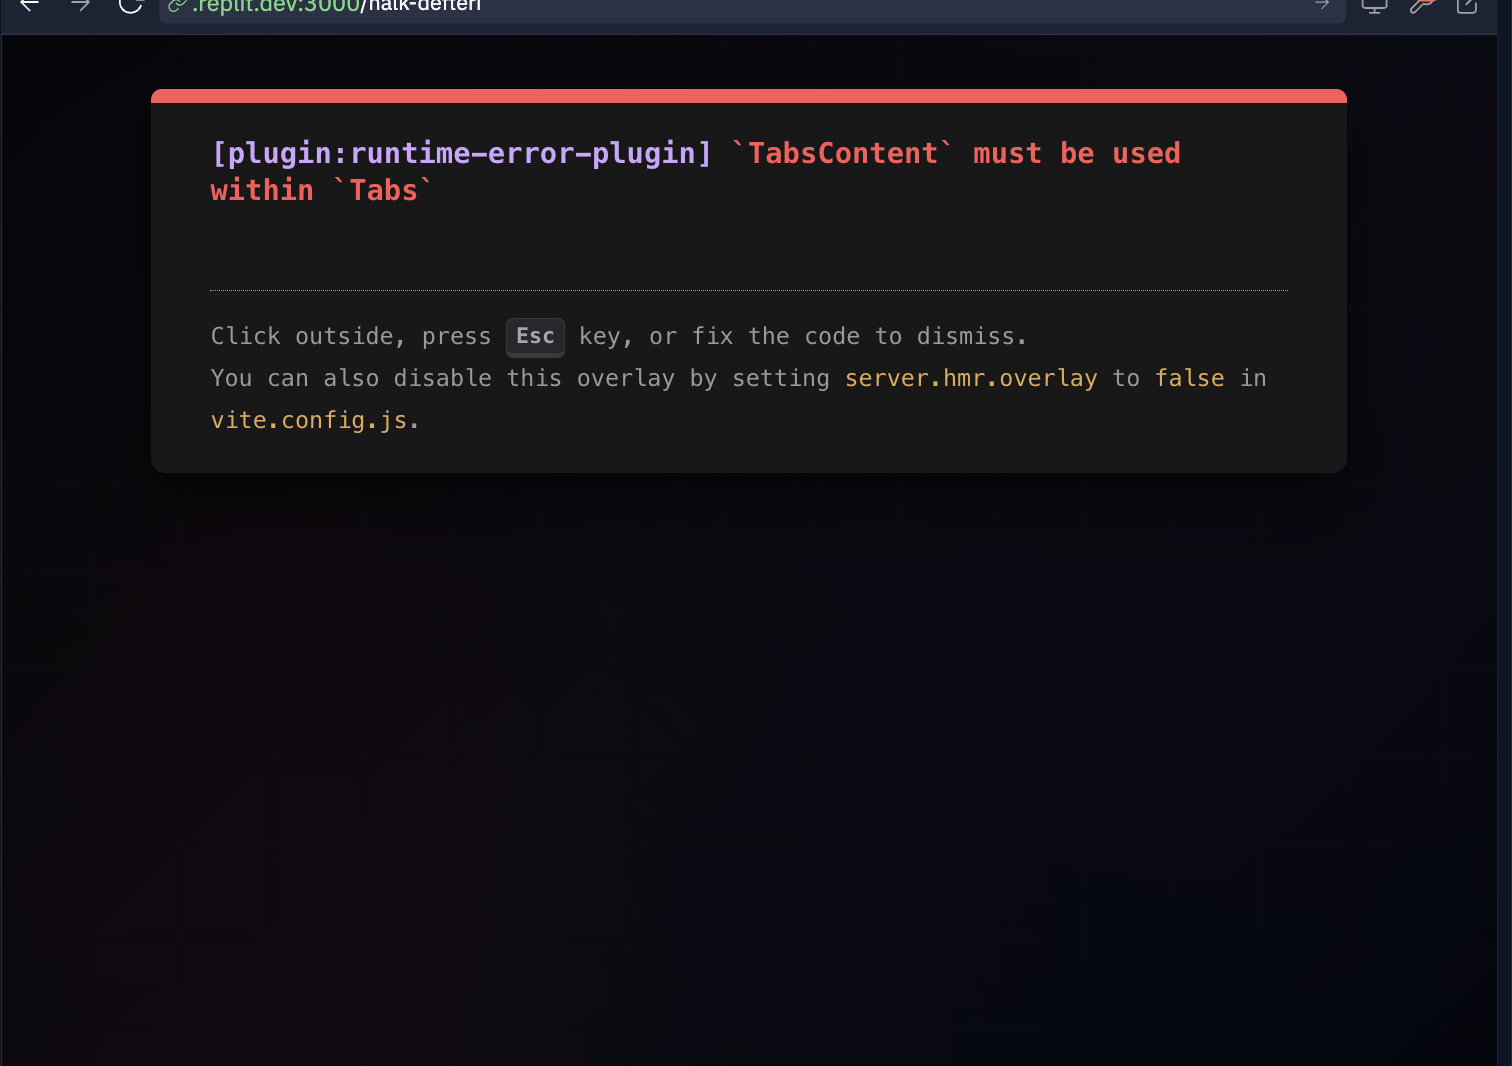 .replit.dev:3000/halk-defteri
[plugin:runtime-error-plugin] `TabsContent` must be used
within `Tabs`
Click outside, press Esc key, or fix the code to dismiss.
You can also disable this overlay by setting server.hmr.overlay to false in
vite.config.js.